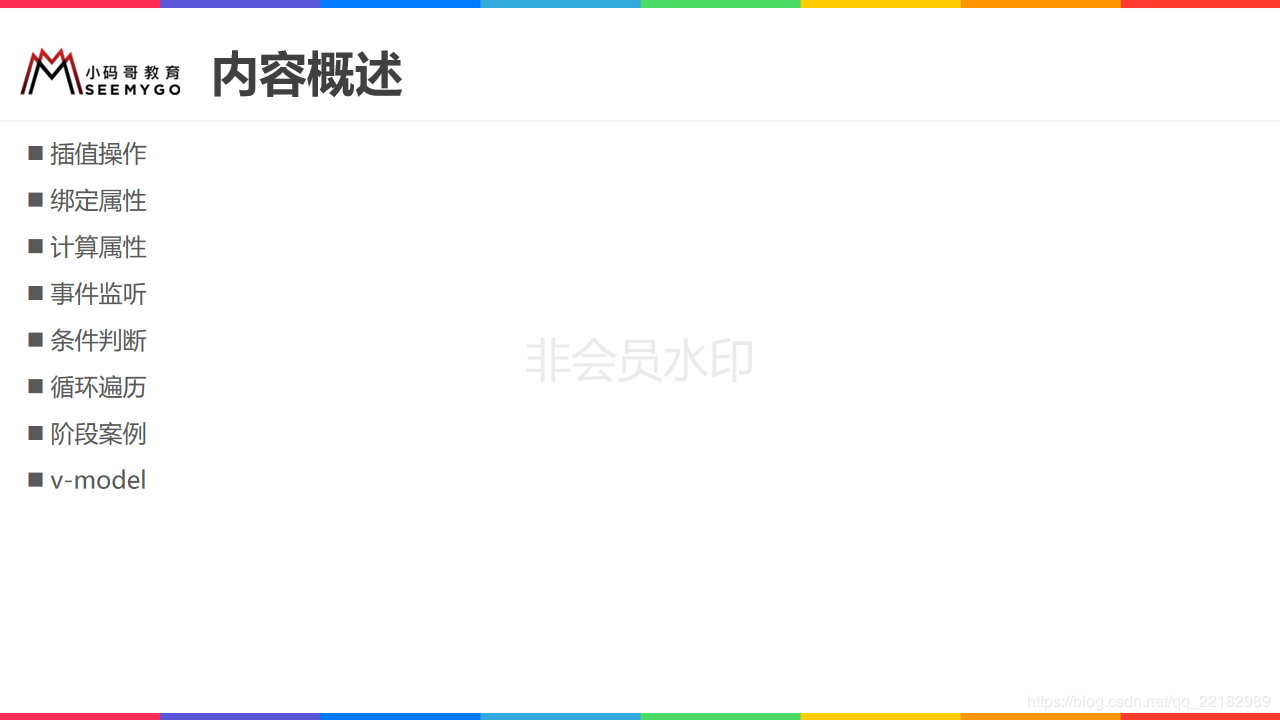 小码哥教育
SEEMYGO
内容概述
■ 插值操作
■ 绑定属性
■ 计算属性
■ 事件监听
■ 条件判断
■ 循环遍历
■ 阶段案例
■ v-model
非会员水印
https://blog.csdn.net/qq_22182989